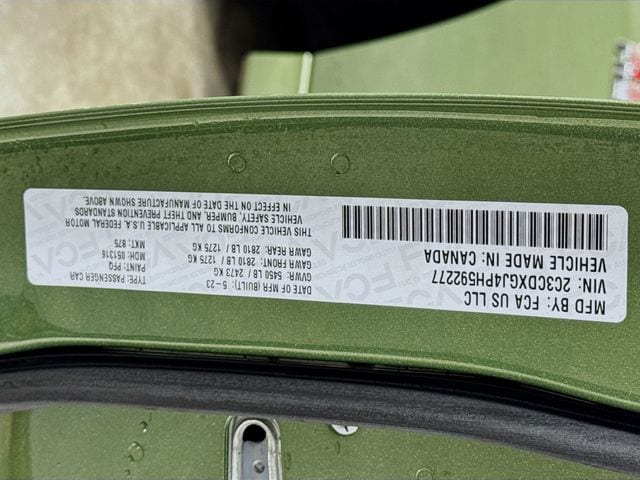 MFD BY: FCA US LLC
VIN: 2C3CDXGJ4PH592277
VEHICLE MADE IN: CANADA
DATE OF MFR (BUILT): 5-23
GVWR: 5450 LB / 2473 KG
GAWR FRONT: 2810 LB / 1275 KG
GAWR REAR: 2810 LB / 1275 KG
THIS VEHICLE CONFORMS TO ALL APPLICABLE U.S.A. FEDERAL MOTOR
VEHICLE SAFETY, BUMPER, AND THEFT PREVENTION STANDARDS
IN EFFECT ON THE DATE OF MANUFACTURE SHOWN ABOVE.
TYPE: PASSENGER CAR
PAINT: PFQ
MDH: 051316
MKT: 875